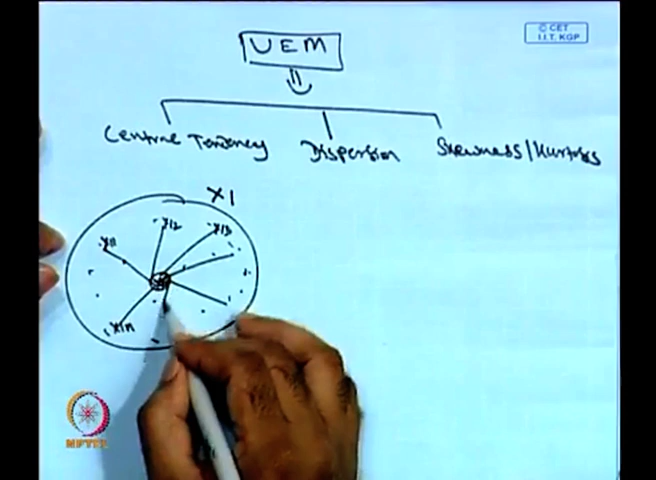 © CET
I.I.T. KGP
UEM
Central Tendency Dispersion Skewness/Kurtosis
X1
X11 X12 X13
X1n
NPTEL